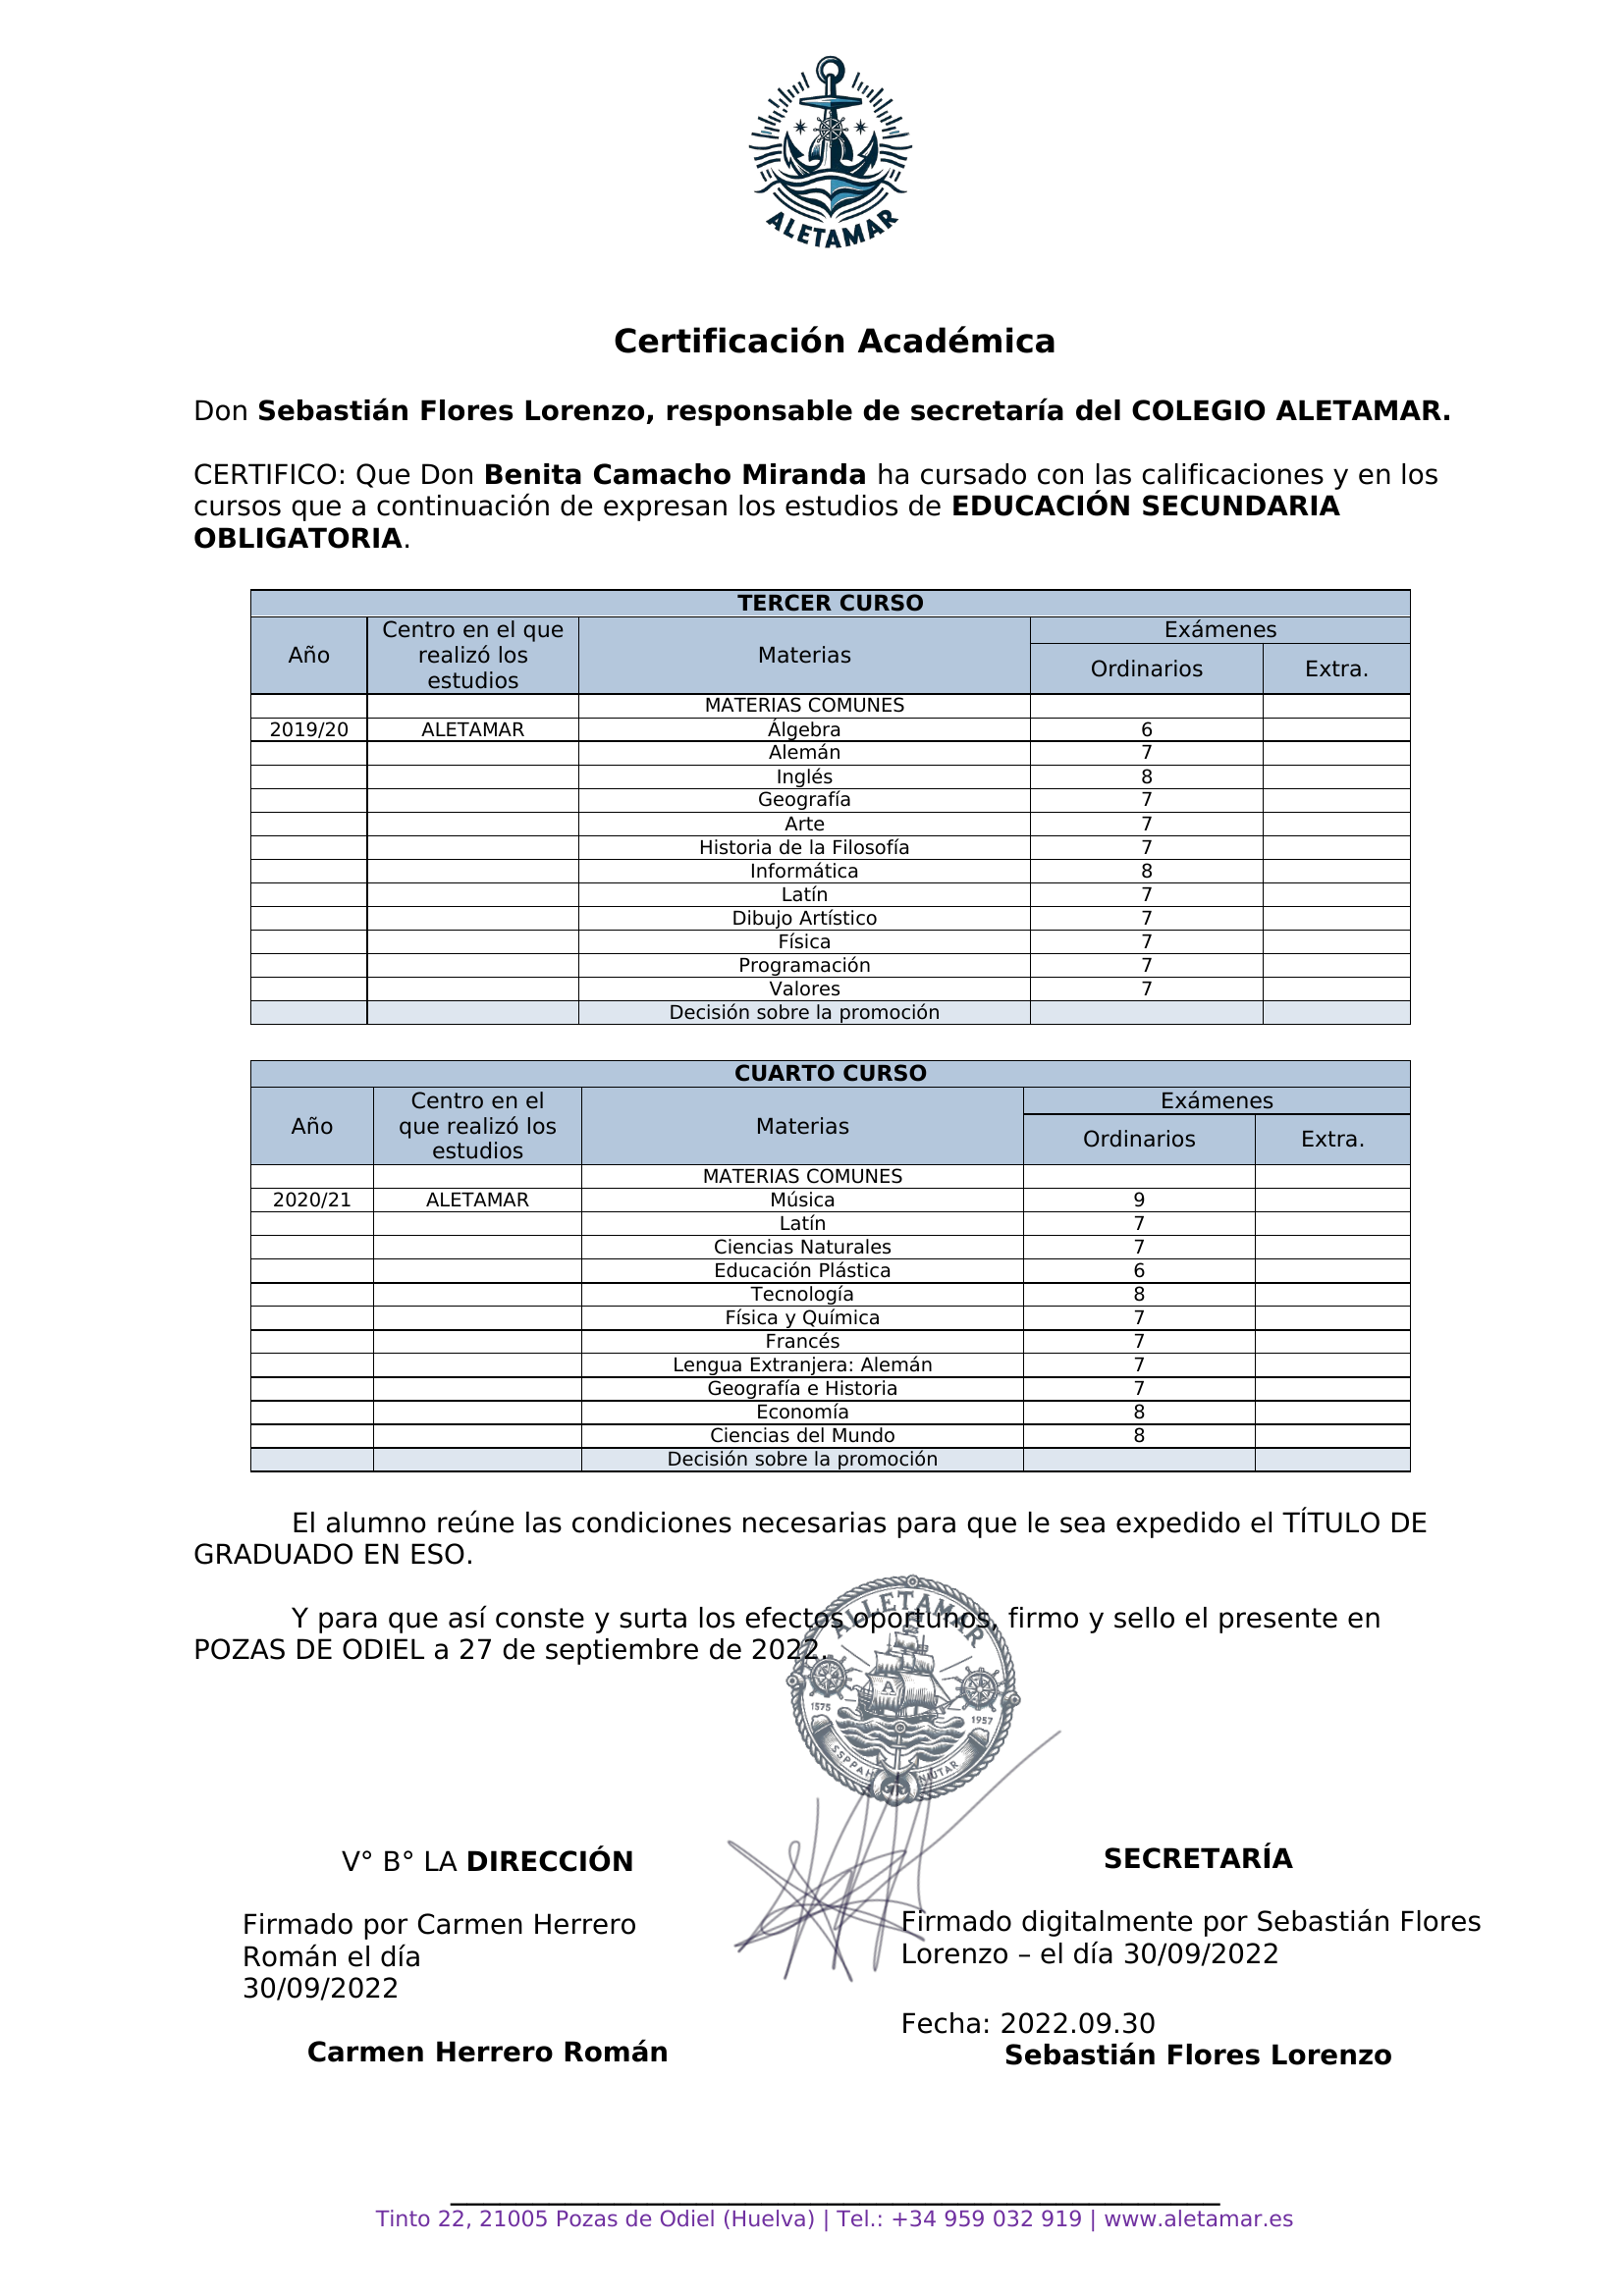 ALETAMAR
Certificación Académica
Don Sebastián Flores Lorenzo, responsable de secretaría del COLEGIO ALETAMAR.
CERTIFICO: Que Don Benita Camacho Miranda ha cursado con las calificaciones y en los
cursos que a continuación de expresan los estudios de EDUCACIÓN SECUNDARIA
OBLIGATORIA.
TERCER CURSO
Año
Centro en el que
realizó los
estudios
Materias
Exámenes
Ordinarios Extra.
MATERIAS COMUNES
2019/20 ALETAMAR Álgebra 6
Alemán 7
Inglés 8
Geografía 7
Arte 7
Historia de la Filosofía 7
Informática 8
Latín 7
Dibujo Artístico 7
Física 7
Programación 7
Valores 7
Decisión sobre la promoción
CUARTO CURSO
Año
Centro en el
que realizó los
estudios
Materias
Exámenes
Ordinarios Extra.
MATERIAS COMUNES
2020/21 ALETAMAR Música 9
Latín 7
Ciencias Naturales 7
Educación Plástica 6
Tecnología 8
Física y Química 7
Francés 7
Lengua Extranjera: Alemán 7
Geografía e Historia 7
Economía 8
Ciencias del Mundo 8
Decisión sobre la promoción
El alumno reúne las condiciones necesarias para que le sea expedido el TÍTULO DE
GRADUADO EN ESO.
Y para que así conste y surta los efectos oportunos, firmo y sello el presente en
POZAS DE ODIEL a 27 de septiembre de 2022.
ALLETAMAR
A
1575 1957
V° B° LA DIRECCIÓN
Firmado por Carmen Herrero
Román el día
30/09/2022
Carmen Herrero Román
SECRETARÍA
Firmado digitalmente por Sebastián Flores
Lorenzo – el día 30/09/2022
Fecha: 2022.09.30
Sebastián Flores Lorenzo
Tinto 22, 21005 Pozas de Odiel (Huelva) | Tel.: +34 959 032 919 | www.aletamar.es